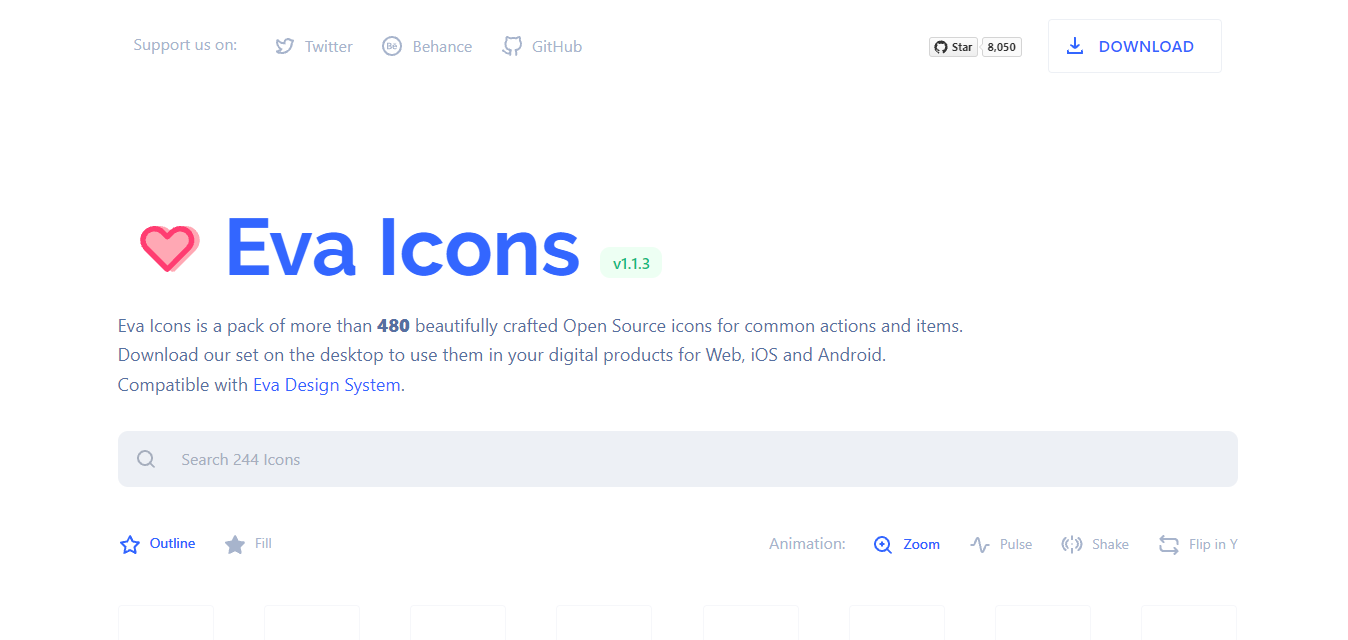 Support us on:
Twitter
Behance
GitHub
Star
8,050
DOWNLOAD
Eva Icons
v1.1.3
Eva Icons is a pack of more than 480 beautifully crafted Open Source icons for common actions and items.
Download our set on the desktop to use them in your digital products for Web, iOS and Android.
Compatible with Eva Design System.
Search 244 Icons
Outline
Fill
Animation:
Zoom
Pulse
Shake
Flip in Y